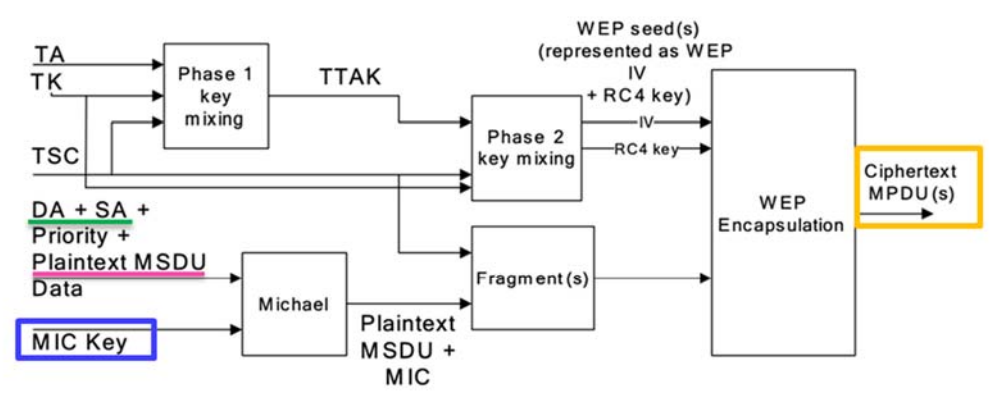 TA
TK
TSC
DA + SA +
Priority +
Plaintext MSDU
Data
MIC Key
Phase 1
key
mixing
TTAK
Michael
Plaintext
MSDU +
MIC
WEP seed(s)
(represented as WEP
IV
+ RC4 key)
IV
RC4 key
Phase 2
key mixing
Fragment(s)
WEP
Encapsulation
Ciphertext
MPDU(s)